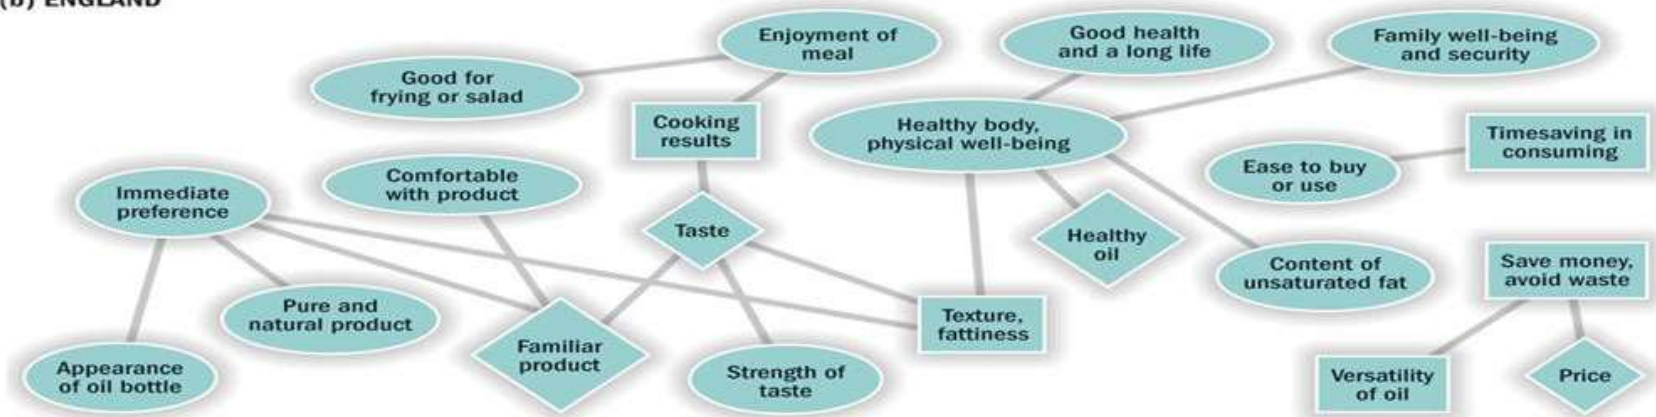 (b) ENGLAND
Enjoyment of
meal
Good health
and a long life
Family well-being
and security
Good for
frying or salad
Cooking
results
Healthy body,
physical well-being
Timesaving in
consuming
Ease to buy
or use
Comfortable
with product
Immediate
preference
Taste
Healthy
oil
Content of
unsaturated fat
Save money,
avoid waste
Pure and
natural product
Texture,
fattiness
Familiar
product
Appearance
of oil bottle
Strength of
taste
Versatility
of oil
Price